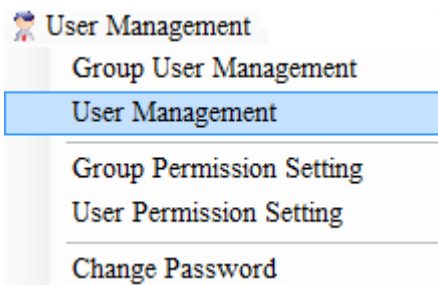 User Management
Group User Management
User Management
Group Permission Setting
User Permission Setting
Change Password